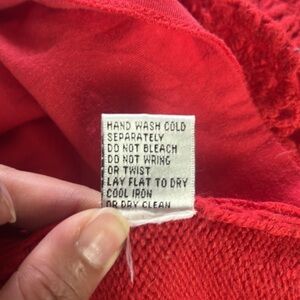 HAND WASH COLD
SEPARATELY
DO NOT BLEACH
DO NOT WRING
OR TWIST
LAY FLAT TO DRY
COOL IRON
OR DRY CLEAN